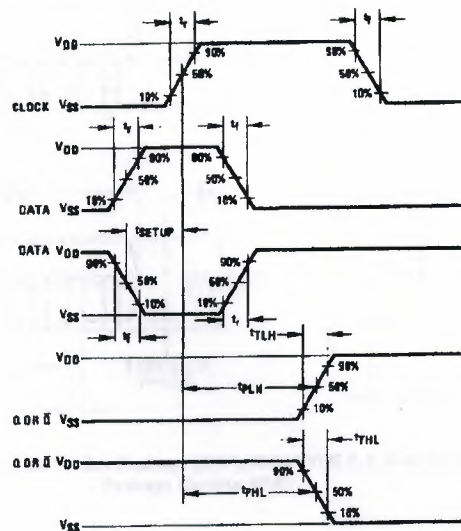 tr tf
VDD
90% 90%
50% 50%
10% 10%
CLOCK VSS
tr tf
VDD
90% 90%
50% 50%
10% 10%
DATA VSS
tSETUP
DATA VDD
90% 90%
50% 50%
10% 10%
VSS
tf tr
tTLH
VDD
90%
tPLH 50%
10%
Q OR Q̅ VSS
tTHL
Q OR Q̅ VDD
90%
tPHL 50%
10%
VSS